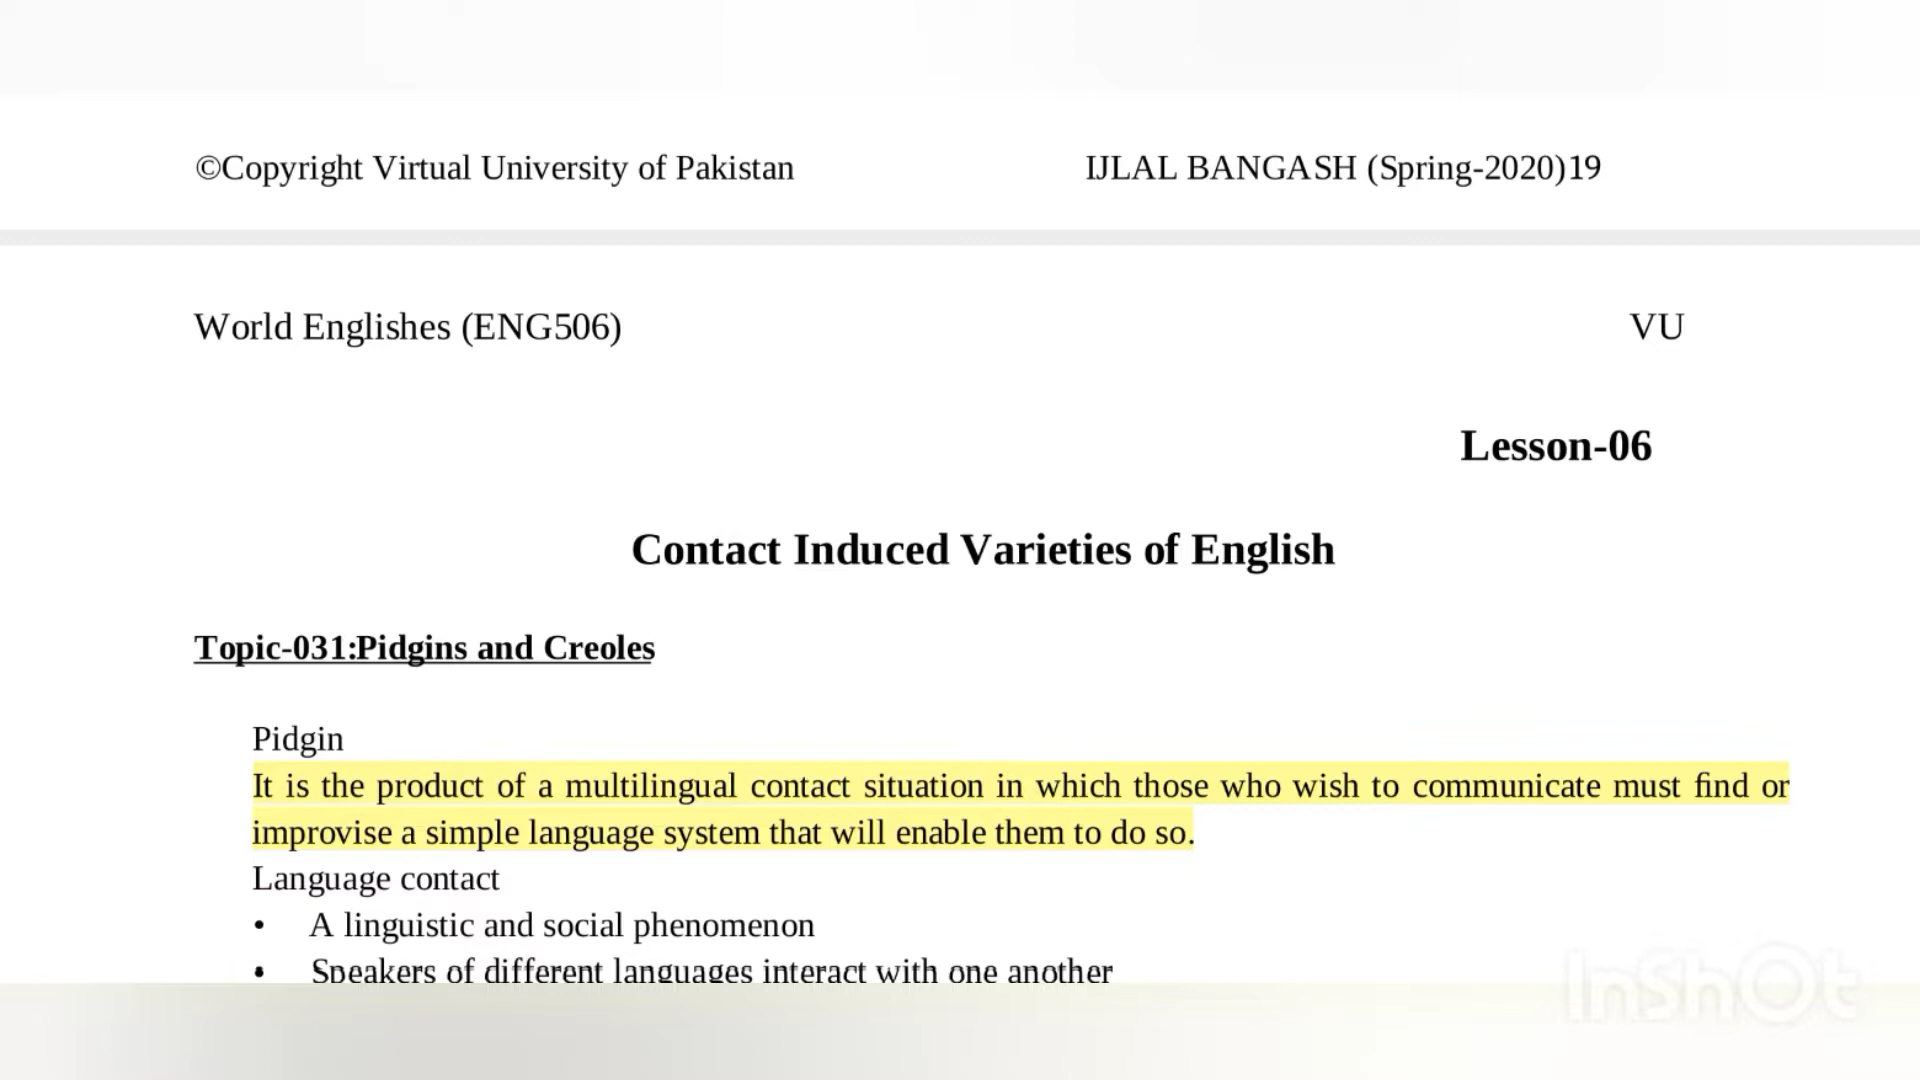 ©Copyright Virtual University of Pakistan IJLAL BANGASH (Spring-2020)19
World Englishes (ENG506) VU
Lesson-06
Contact Induced Varieties of English
Topic-031:Pidgins and Creoles
Pidgin
It is the product of a multilingual contact situation in which those who wish to communicate must find or
improvise a simple language system that will enable them to do so.
Language contact
• A linguistic and social phenomenon
• Speakers of different languages interact with one another
InShOt